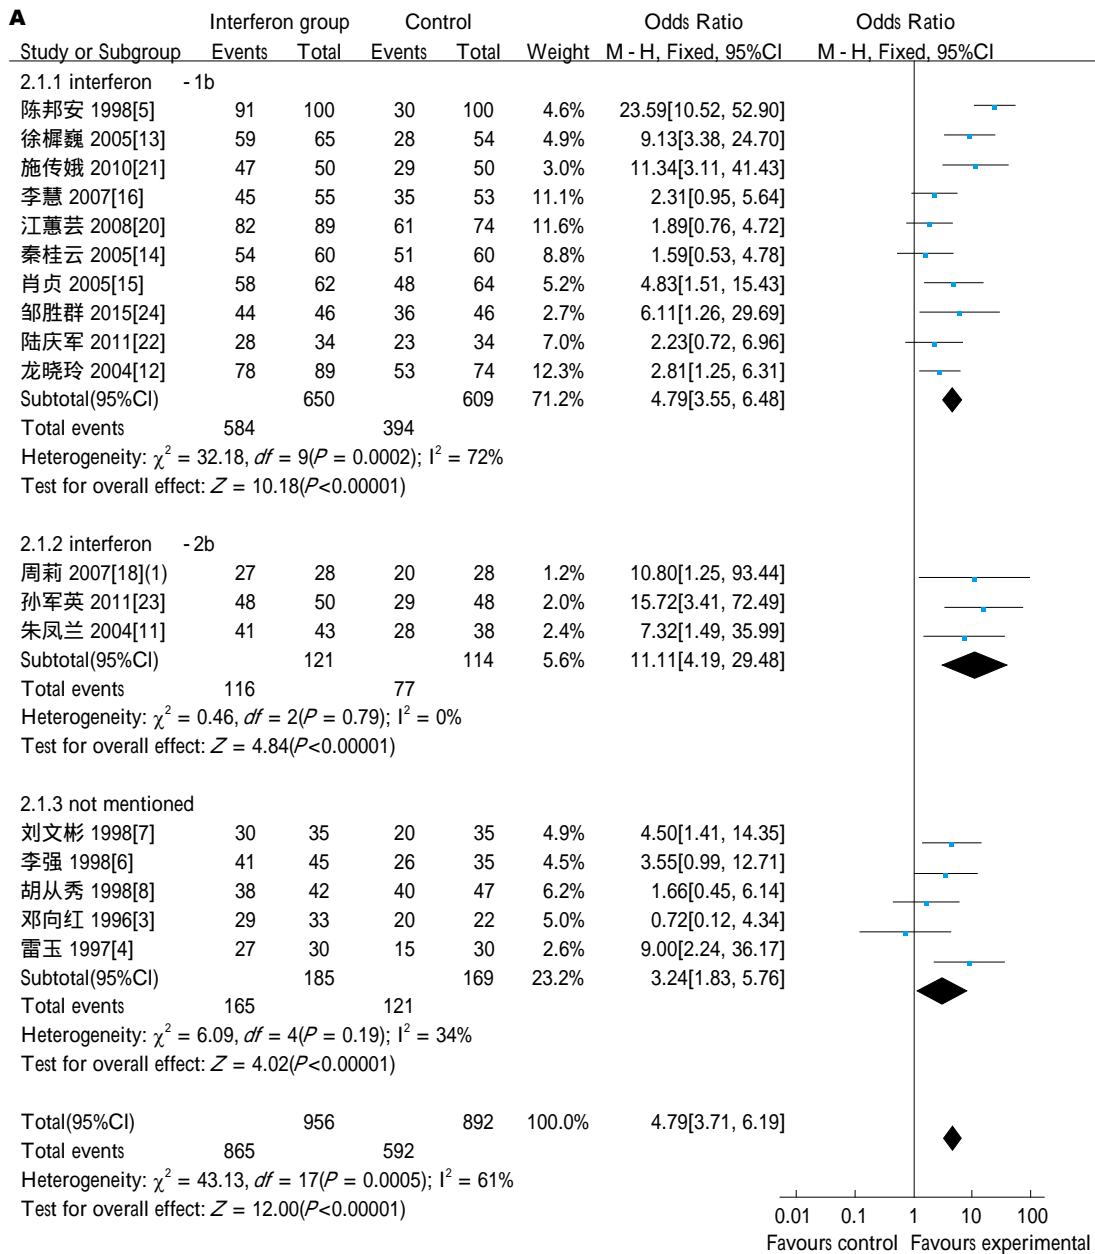 A
Interferon group Control Odds Ratio Odds Ratio
Study or Subgroup Events Total Events Total Weight M - H, Fixed, 95%CI M - H, Fixed, 95%CI
2.1.1 interferon - 1b
陈邦安 1998[5] 91 100 30 100 4.6% 23.59[10.52, 52.90]
徐樨巍 2005[13] 59 65 28 54 4.9% 9.13[3.38, 24.70]
施传娥 2010[21] 47 50 29 50 3.0% 11.34[3.11, 41.43]
李慧 2007[16] 45 55 35 53 11.1% 2.31[0.95, 5.64]
江蕙芸 2008[20] 82 89 61 74 11.6% 1.89[0.76, 4.72]
秦桂云 2005[14] 54 60 51 60 8.8% 1.59[0.53, 4.78]
肖贞 2005[15] 58 62 48 64 5.2% 4.83[1.51, 15.43]
邹胜群 2015[24] 44 46 36 46 2.7% 6.11[1.26, 29.69]
陆庆军 2011[22] 28 34 23 34 7.0% 2.23[0.72, 6.96]
龙晓玲 2004[12] 78 89 53 74 12.3% 2.81[1.25, 6.31]
Subtotal(95%CI) 650 609 71.2% 4.79[3.55, 6.48]
Total events 584 394
Heterogeneity: χ² = 32.18, df = 9(P = 0.0002); I² = 72%
Test for overall effect: Z = 10.18(P<0.00001)
2.1.2 interferon - 2b
周莉 2007[18](1) 27 28 20 28 1.2% 10.80[1.25, 93.44]
孙军英 2011[23] 48 50 29 48 2.0% 15.72[3.41, 72.49]
朱凤兰 2004[11] 41 43 28 38 2.4% 7.32[1.49, 35.99]
Subtotal(95%CI) 121 114 5.6% 11.11[4.19, 29.48]
Total events 116 77
Heterogeneity: χ² = 0.46, df = 2(P = 0.79); I² = 0%
Test for overall effect: Z = 4.84(P<0.00001)
2.1.3 not mentioned
刘文彬 1998[7] 30 35 20 35 4.9% 4.50[1.41, 14.35]
李强 1998[6] 41 45 26 35 4.5% 3.55[0.99, 12.71]
胡从秀 1998[8] 38 42 40 47 6.2% 1.66[0.45, 6.14]
邓向红 1996[3] 29 33 20 22 5.0% 0.72[0.12, 4.34]
雷玉 1997[4] 27 30 15 30 2.6% 9.00[2.24, 36.17]
Subtotal(95%CI) 185 169 23.2% 3.24[1.83, 5.76]
Total events 165 121
Heterogeneity: χ² = 6.09, df = 4(P = 0.19); I² = 34%
Test for overall effect: Z = 4.02(P<0.00001)
Total(95%CI) 956 892 100.0% 4.79[3.71, 6.19]
Total events 865 592
Heterogeneity: χ² = 43.13, df = 17(P = 0.0005); I² = 61%
Test for overall effect: Z = 12.00(P<0.00001)
0.01 0.1 1 10 100
Favours control Favours experimental